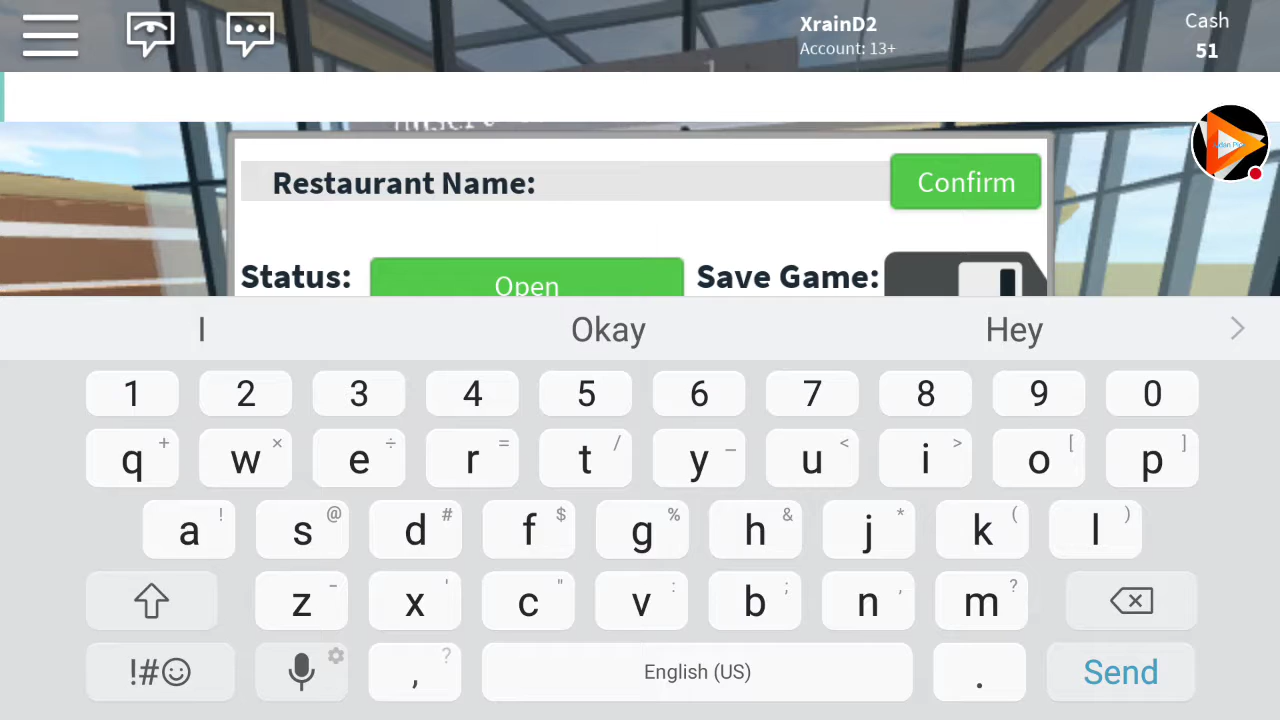 XrainD2
Account: 13+
Cash
51
Restaurant Name:
Confirm
Status:
Open
Save Game:
I
Okay
Hey
1 2 3 4 5 6 7 8 9 0
q + w × e ÷ r = t / y _ u < i > o [ p ]
a ! s @ d # f $ g % h & j * k ( l )
z - x ' c " v : b ; n , m ?
!#☺ , ? English (US) . Send